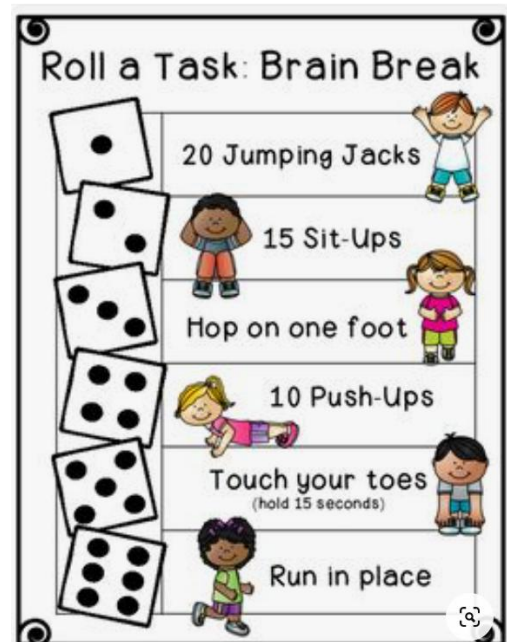 Roll a Task: Brain Break
20 Jumping Jacks
15 Sit-Ups
Hop on one foot
10 Push-Ups
Touch your toes
(hold 15 seconds)
Run in place